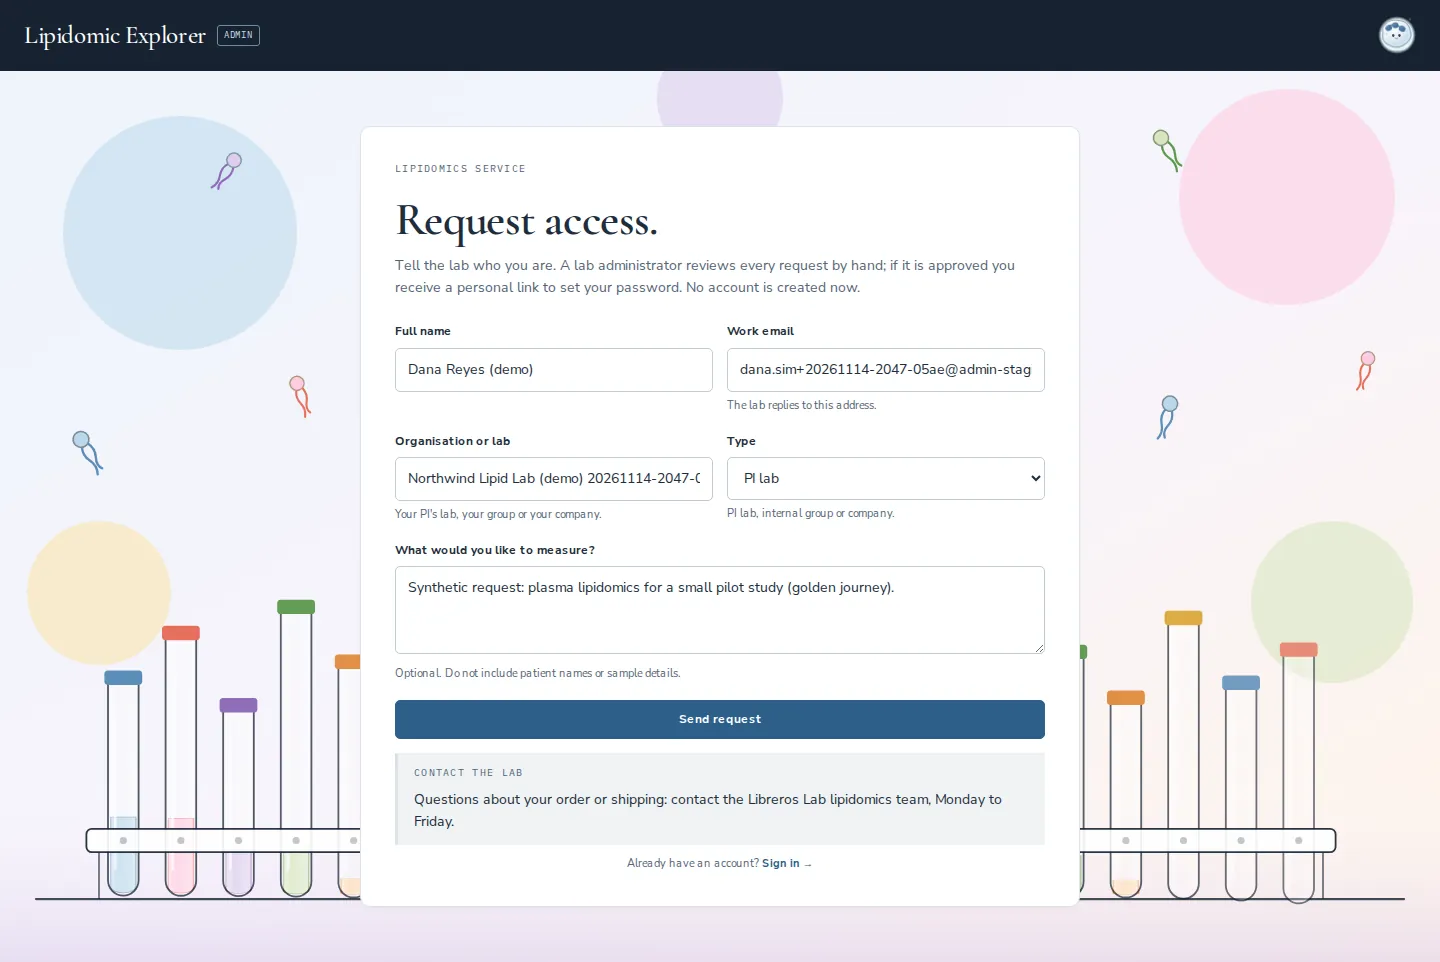 Lipidomic Explorer
ADMIN
LIPIDOMICS SERVICE
Request access.
Tell the lab who you are. A lab administrator reviews every request by hand; if it is approved you
receive a personal link to set your password. No account is created now.
Full name
Work email
Dana Reyes (demo)
dana.sim+20261114-2047-05ae@admin-stag
The lab replies to this address.
Organisation or lab
Type
Northwind Lipid Lab (demo) 20261114-2047-0
PI lab
Your PI's lab, your group or your company.
PI lab, internal group or company.
What would you like to measure?
Synthetic request: plasma lipidomics for a small pilot study (golden journey).
Optional. Do not include patient names or sample details.
Send request
CONTACT THE LAB
Questions about your order or shipping: contact the Libreros Lab lipidomics team, Monday to
Friday.
Already have an account? Sign in →